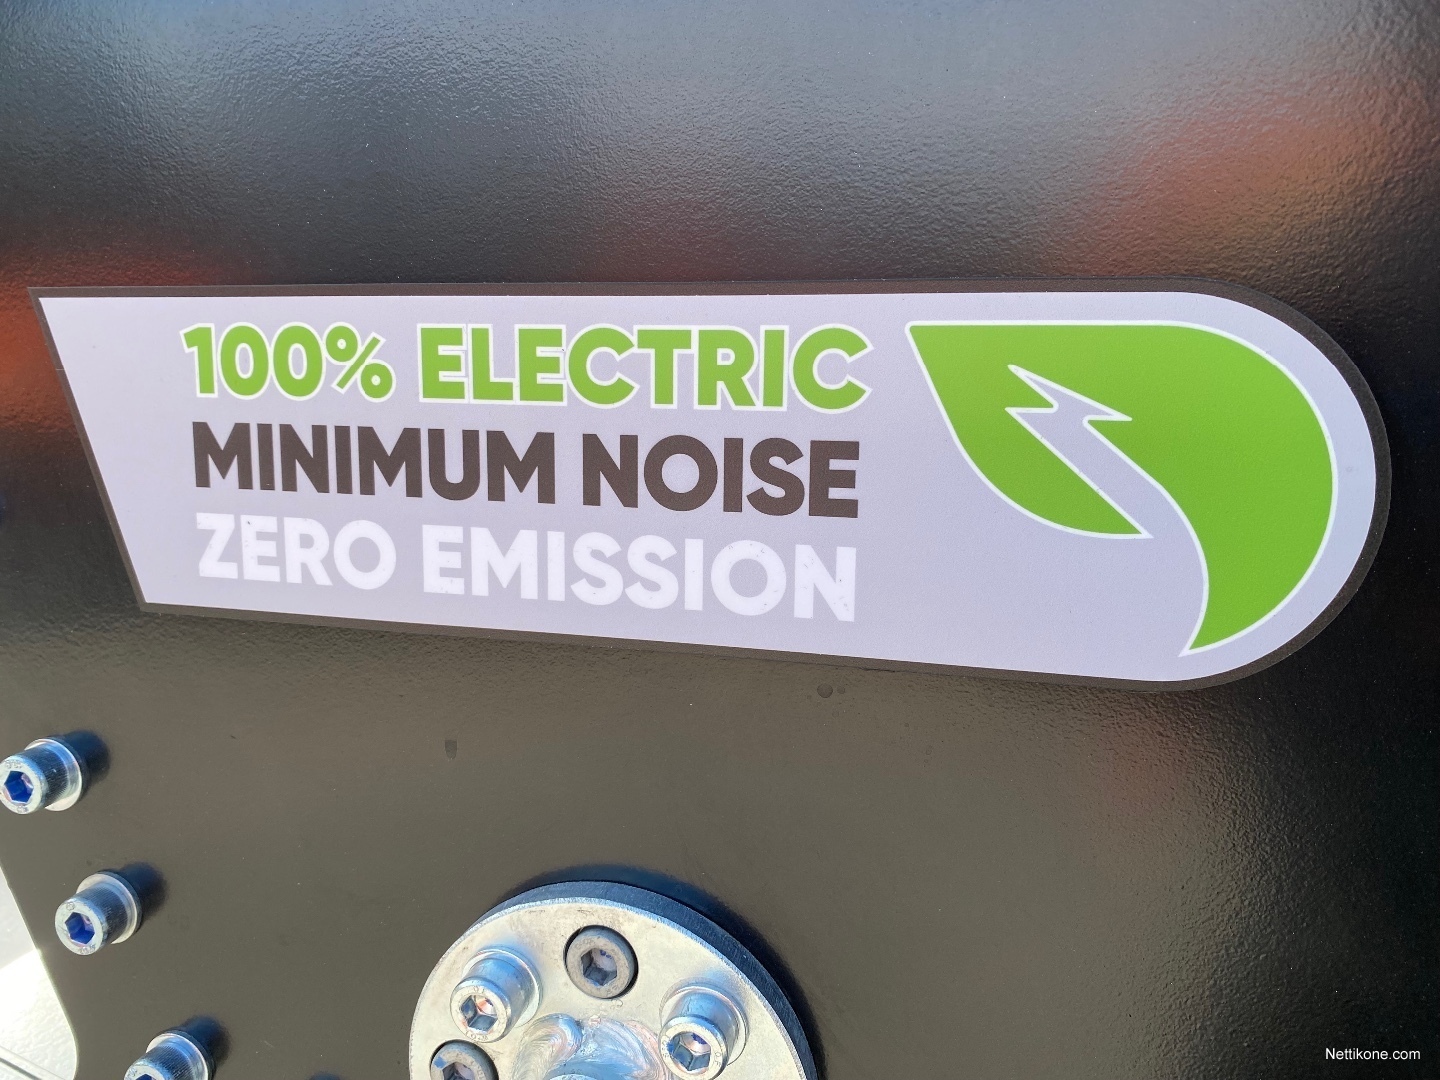 100% ELECTRIC
MINIMUM NOISE
ZERO EMISSION
Nettikone.com